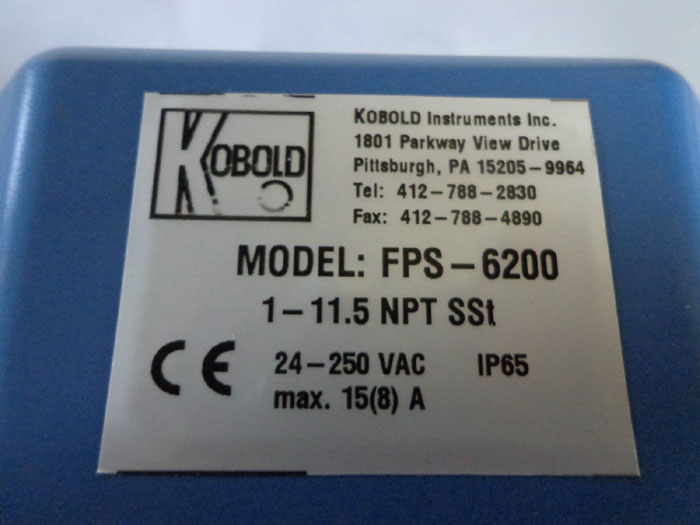 KOBOLD
KOBOLD Instruments Inc.
1801 Parkway View Drive
Pittsburgh, PA 15205-9964
Tel: 412-788-2830
Fax: 412-788-4890
MODEL: FPS-6200
1-11.5 NPT SSt
CE 24-250 VAC IP65
max. 15(8) A